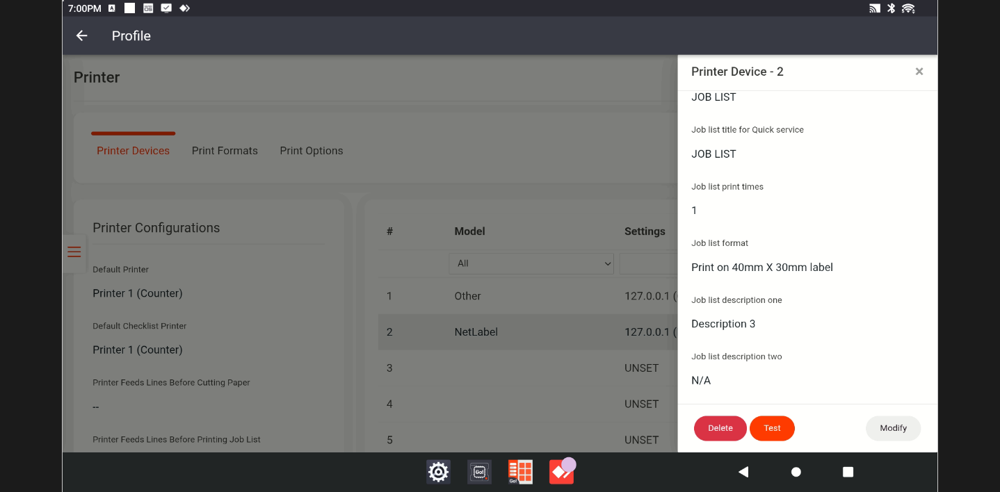 7:00PM
Profile
Printer
Printer Devices
Print Formats
Print Options
Printer Configurations
Default Printer
Printer 1 (Counter)
Default Checklist Printer
Printer 1 (Counter)
Printer Feeds Lines Before Cutting Paper
--
Printer Feeds Lines Before Printing Job List
# Model Settings
All
1 Other 127.0.0.1 (
2 NetLabel 127.0.0.1 (
3 UNSET
4 UNSET
5 UNSET
Printer Device - 2
×
JOB LIST
Job list title for Quick service
JOB LIST
Job list print times
1
Job list format
Print on 40mm X 30mm label
Job list description one
Description 3
Job list description two
N/A
Delete
Test
Modify
Go!
Go!